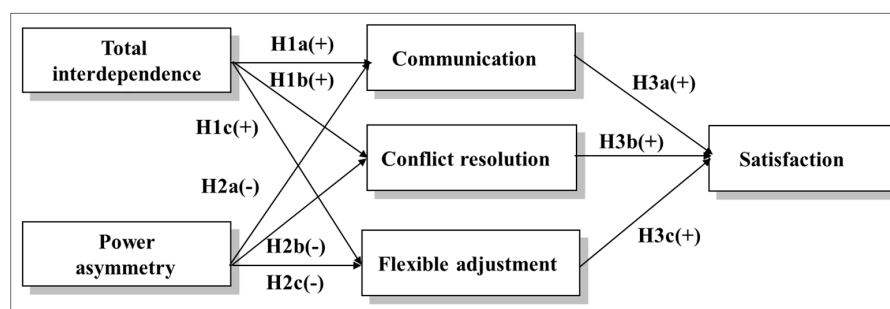 Total
interdependence
H1a(+)
H1b(+)
H1c(+)
Communication
H3a(+)
Conflict resolution
H3b(+)
Satisfaction
H2a(-)
Power
asymmetry
H2b(-)
H2c(-)
Flexible adjustment
H3c(+)